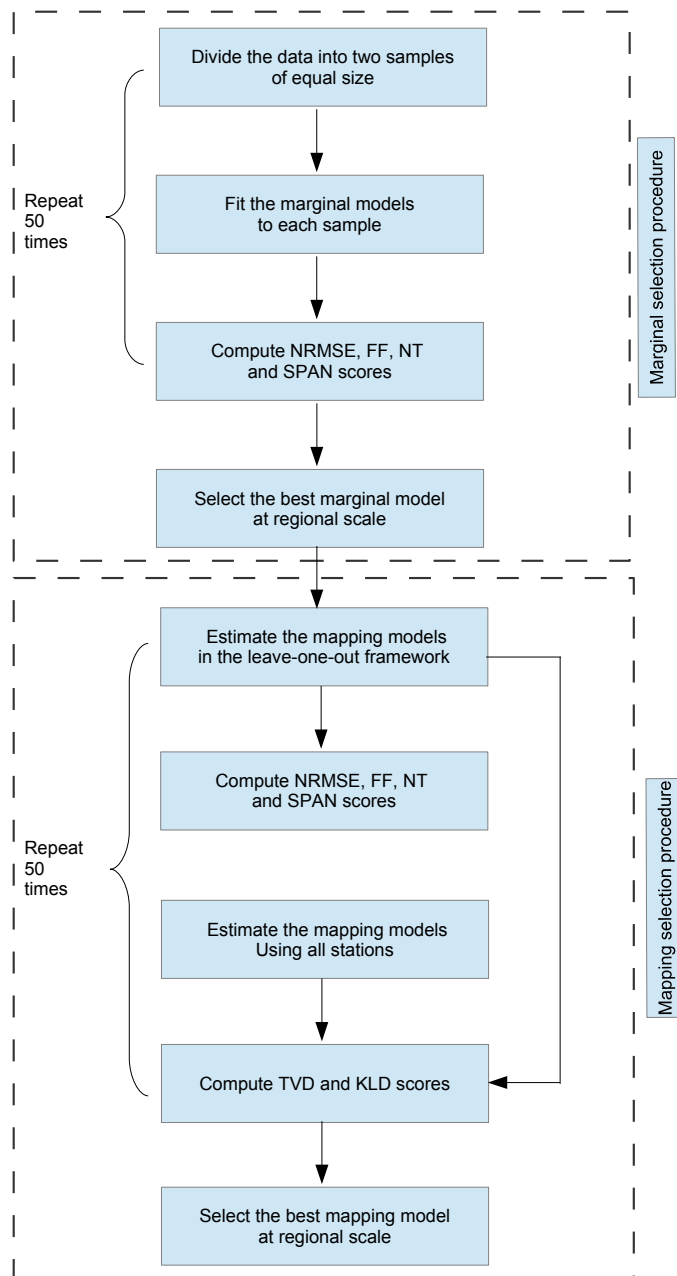 Divide the data into two samples
of equal size
Repeat
50
times
Fit the marginal models
to each sample
Compute NRMSE, FF, NT
and SPAN scores
Select the best marginal model
at regional scale
Marginal selection procedure
Estimate the mapping models
in the leave-one-out framework
Compute NRMSE, FF, NT
and SPAN scores
Repeat
50
times
Estimate the mapping models
Using all stations
Compute TVD and KLD scores
Select the best mapping model
at regional scale
Mapping selection procedure